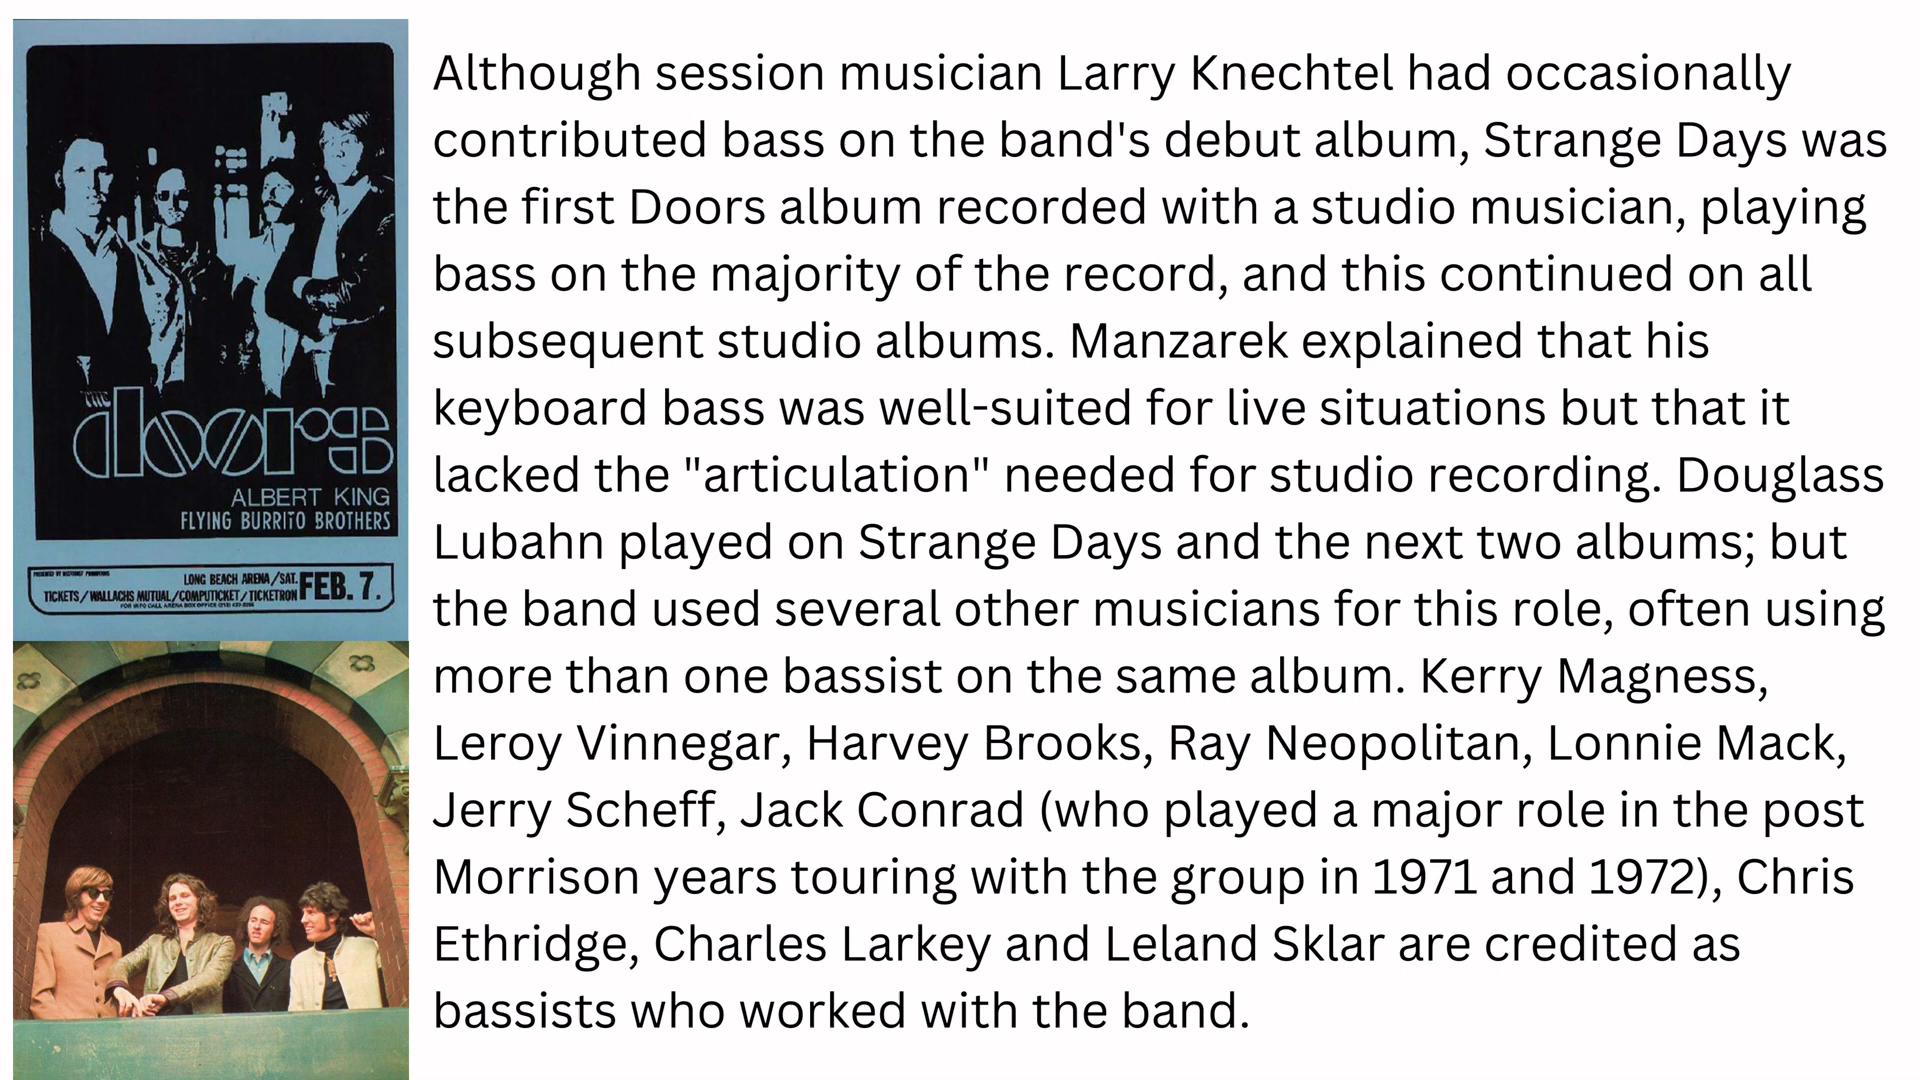 THE
doors
ALBERT KING
FLYING BURRITO BROTHERS
LONG BEACH ARENA/SAT. FEB. 7.
TICKETS/WALLACHS MUTUAL/COMPUTICKET/TICKETRON
Although session musician Larry Knechtel had occasionally
contributed bass on the band's debut album, Strange Days was
the first Doors album recorded with a studio musician, playing
bass on the majority of the record, and this continued on all
subsequent studio albums. Manzarek explained that his
keyboard bass was well-suited for live situations but that it
lacked the "articulation" needed for studio recording. Douglass
Lubahn played on Strange Days and the next two albums; but
the band used several other musicians for this role, often using
more than one bassist on the same album. Kerry Magness,
Leroy Vinnegar, Harvey Brooks, Ray Neopolitan, Lonnie Mack,
Jerry Scheff, Jack Conrad (who played a major role in the post
Morrison years touring with the group in 1971 and 1972), Chris
Ethridge, Charles Larkey and Leland Sklar are credited as
bassists who worked with the band.